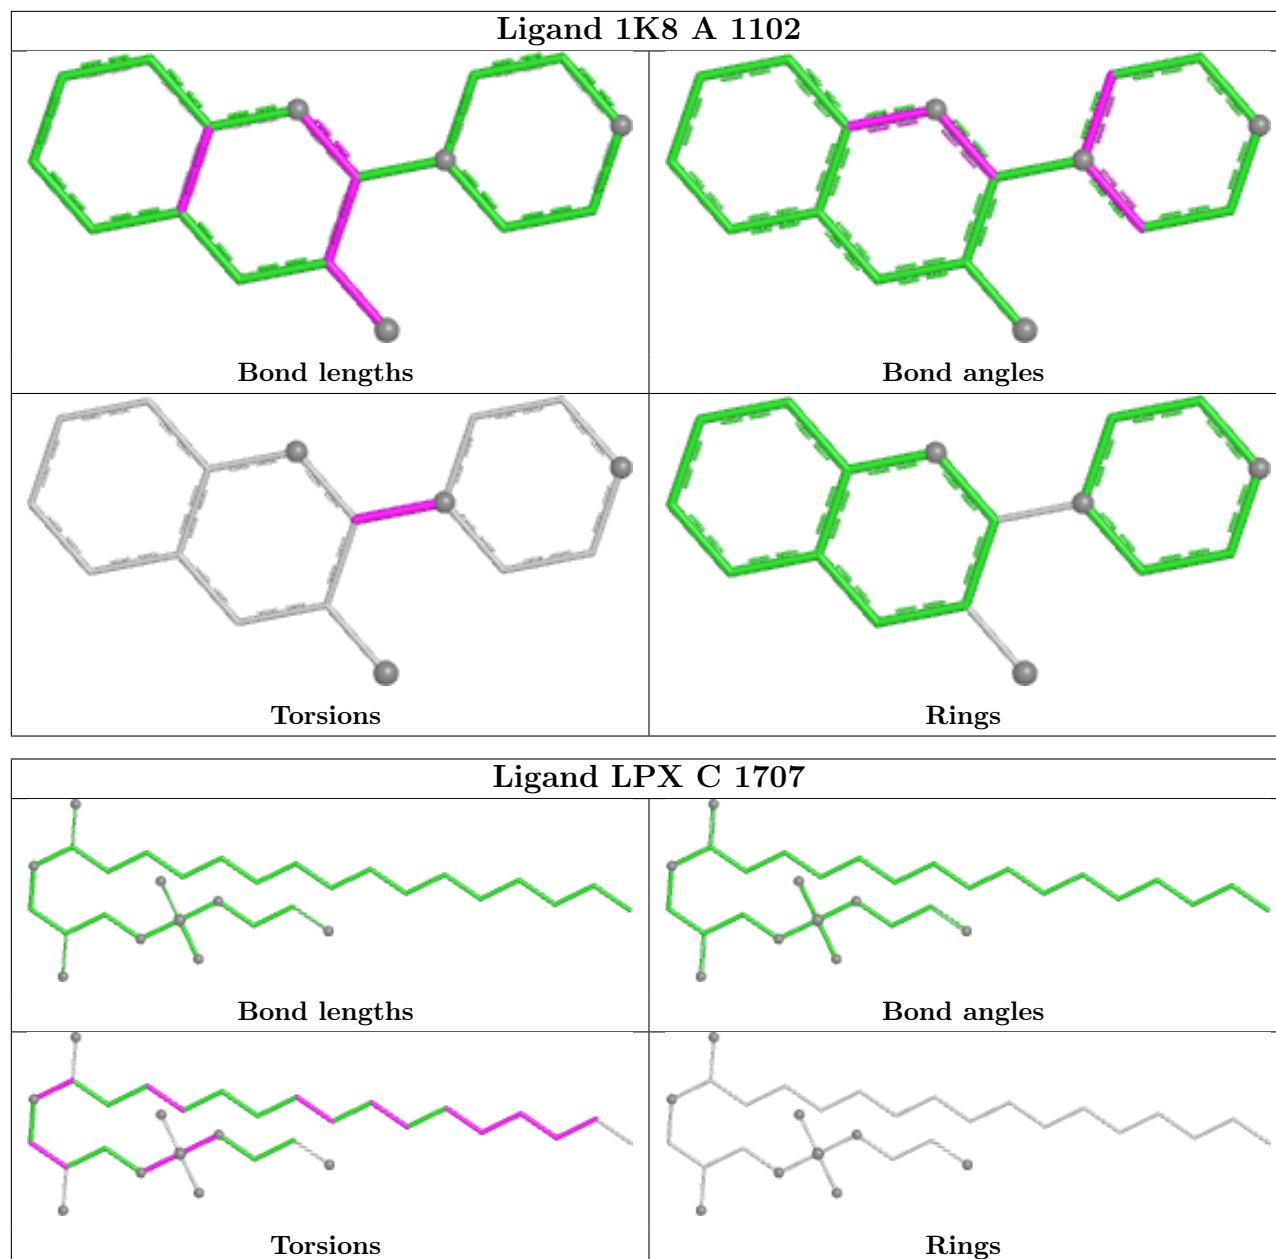 Ligand 1K8 A 1102
Bond lengths
Bond angles
Torsions
Rings
Ligand LPX C 1707
Bond lengths
Bond angles
Torsions
Rings